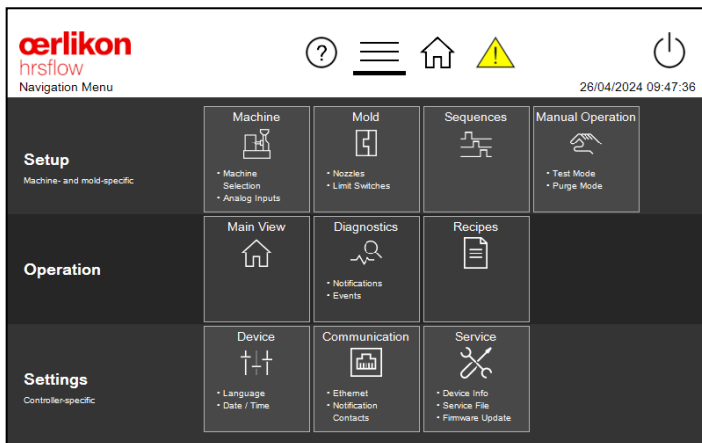 œrlikon
hrsflow
?
Navigation Menu
26/04/2024 09:47:36
Setup
Machine- and mold-specific
Machine
• Machine
Selection
• Analog Inputs
Mold
• Nozzles
• Limit Switches
Sequences
Manual Operation
• Test Mode
• Purge Mode
Operation
Main View
Diagnostics
• Notifications
• Events
Recipes
Settings
Controller-specific
Device
• Language
• Date / Time
Communication
• Ethernet
• Notification
Contacts
Service
• Device Info
• Service File
• Firmware Update